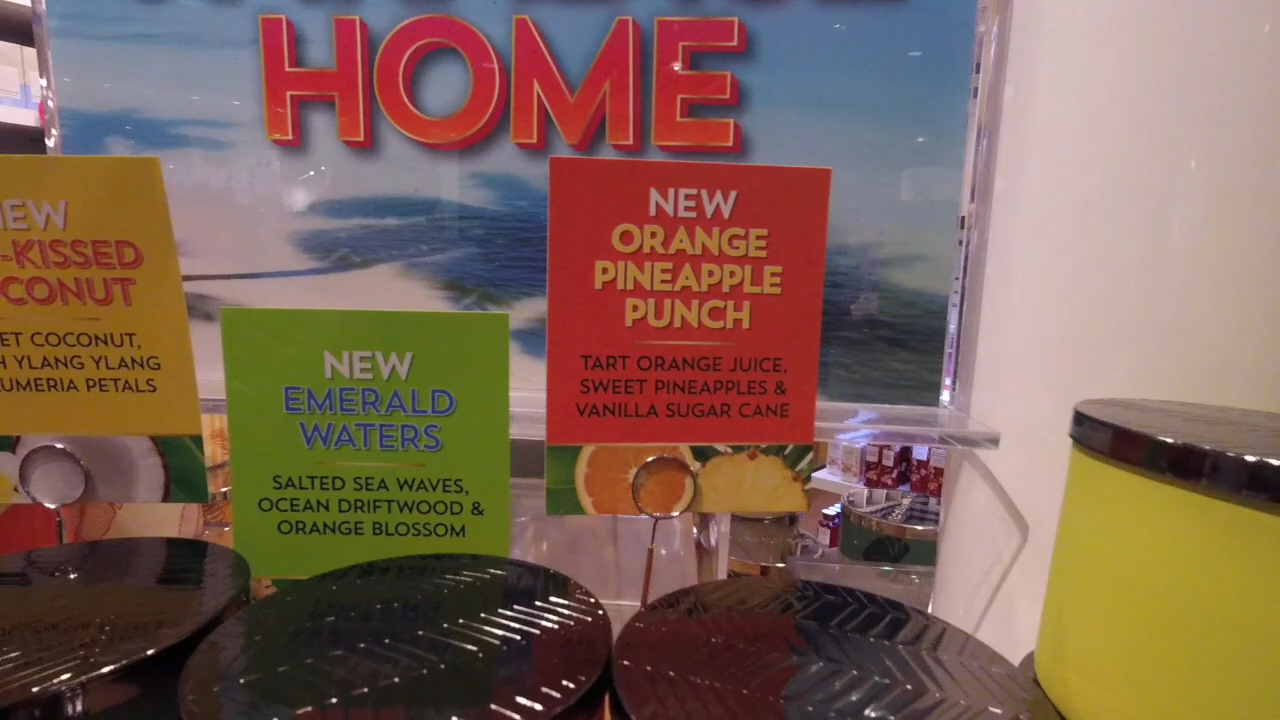 HOME
-KISSED
CONUT
ET COCONUT,
H YLANG YLANG
UMERIA PETALS
NEW
EMERALD
WATERS
SALTED SEA WAVES,
OCEAN DRIFTWOOD &
ORANGE BLOSSOM
NEW
ORANGE
PINEAPPLE
PUNCH
TART ORANGE JUICE,
SWEET PINEAPPLES &
VANILLA SUGAR CANE